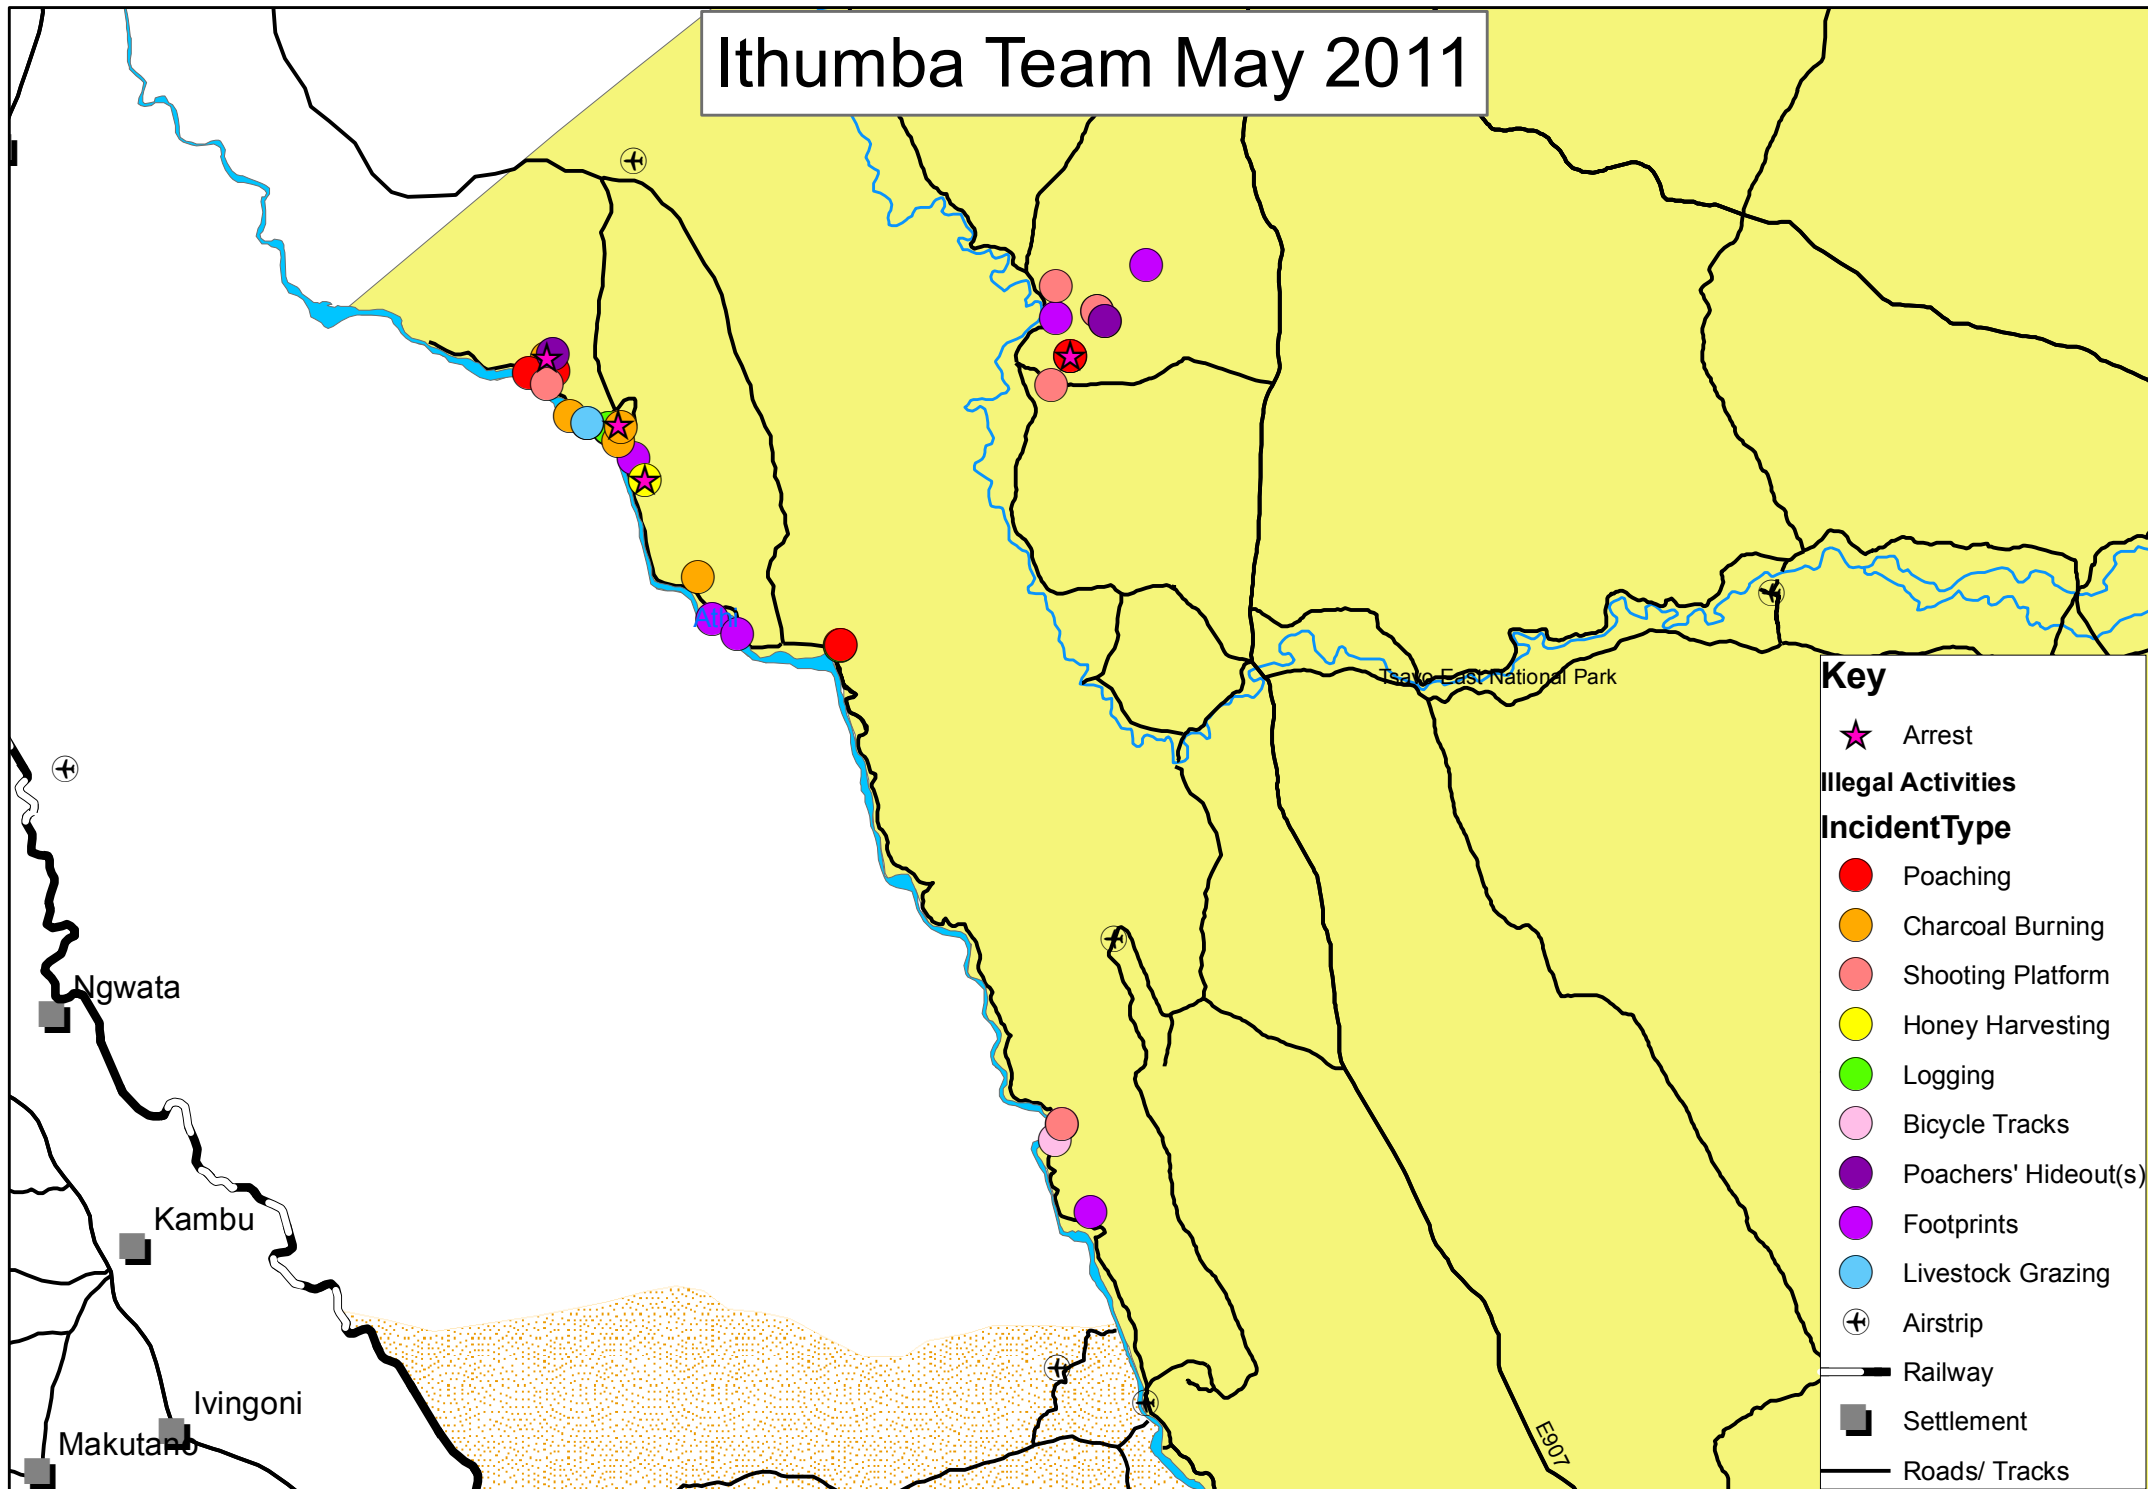 Ithumba Team May 2011
Athi
Tsavo East National Park
Ngwata
Kambu
Ivingoni
Makutano
E907
Key
Arrest
Illegal Activities
IncidentType
Poaching
Charcoal Burning
Shooting Platform
Honey Harvesting
Logging
Bicycle Tracks
Poachers' Hideout(s)
Footprints
Livestock Grazing
Airstrip
Railway
Settlement
Roads/ Tracks